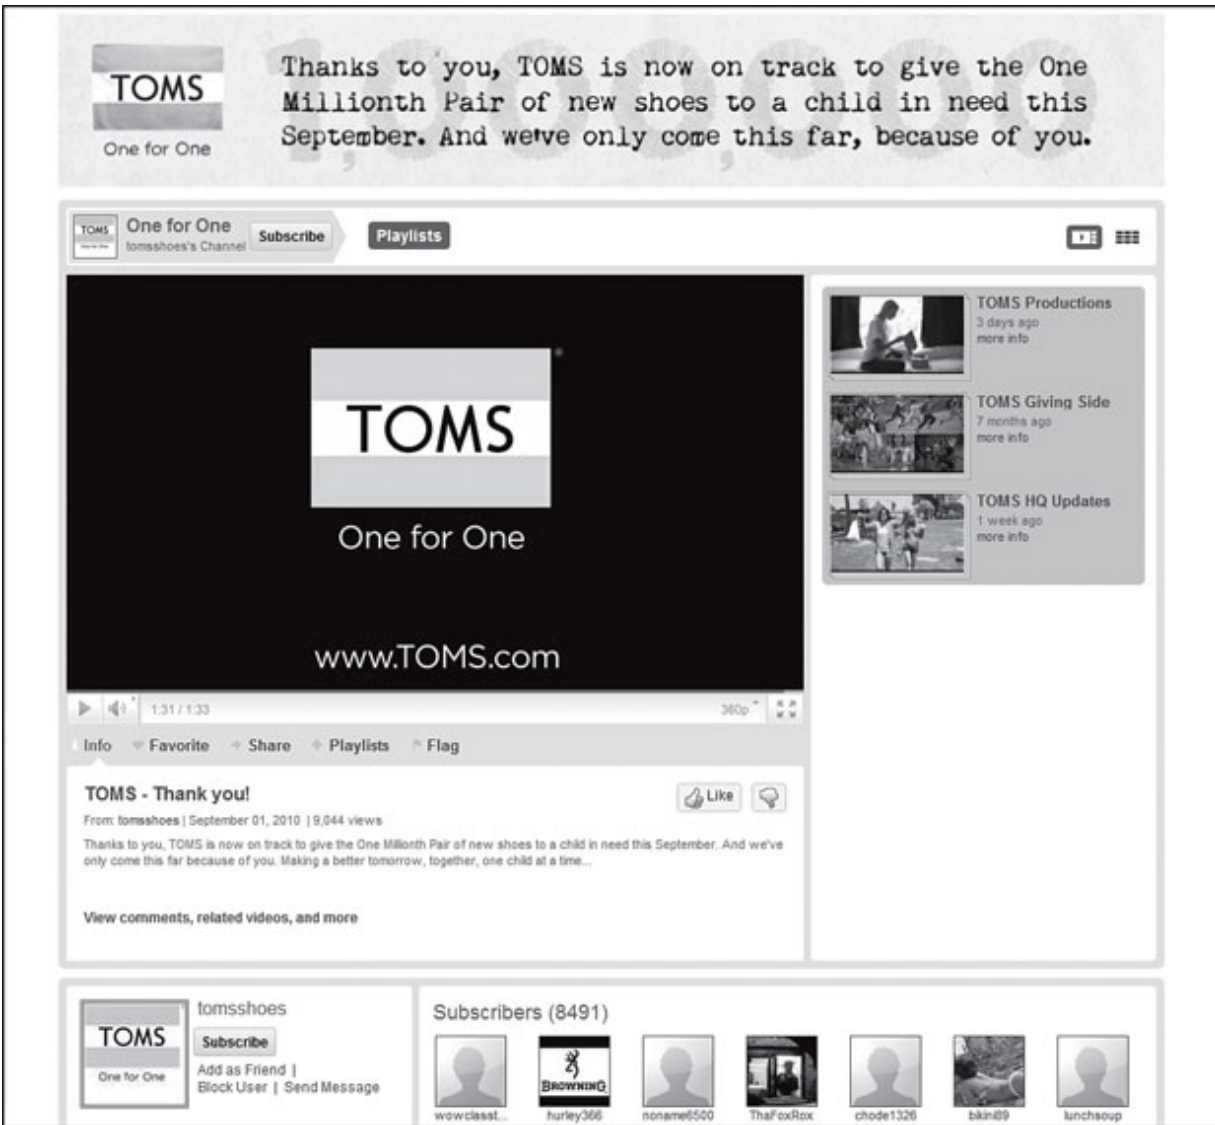 TOMS
One for One
1,000,000
Thanks to you, TOMS is now on track to give the One
Millionth Pair of new shoes to a child in need this
September. And we've only come this far, because of you.
TOMS
One for One
tomsshoes's Channel
Subscribe
Playlists
TOMS
One for One
www.TOMS.com
1:31 / 1:33
360p
TOMS Productions
3 days ago
more info
TOMS Giving Side
7 months ago
more info
TOMS HQ Updates
1 week ago
more info
Info Favorite Share Playlists Flag
TOMS - Thank you!
Like
From: tomsshoes | September 01, 2010 | 9,044 views
Thanks to you, TOMS is now on track to give the One Millionth Pair of new shoes to a child in need this September. And we've
only come this far because of you. Making a better tomorrow, together, one child at a time...
View comments, related videos, and more
TOMS
One for One
tomsshoes
Subscribe
Add as Friend |
Block User | Send Message
Subscribers (8491)
BROWNING
wowclasst...
hurley366
noname6500
ThaFoxRox
chode1326
bikini89
lunchsoup